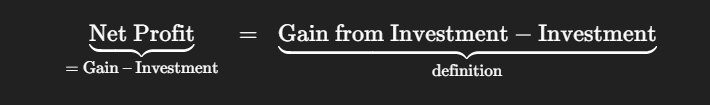 Net Profit = Gain from Investment − Investment
= Gain − Investment definition